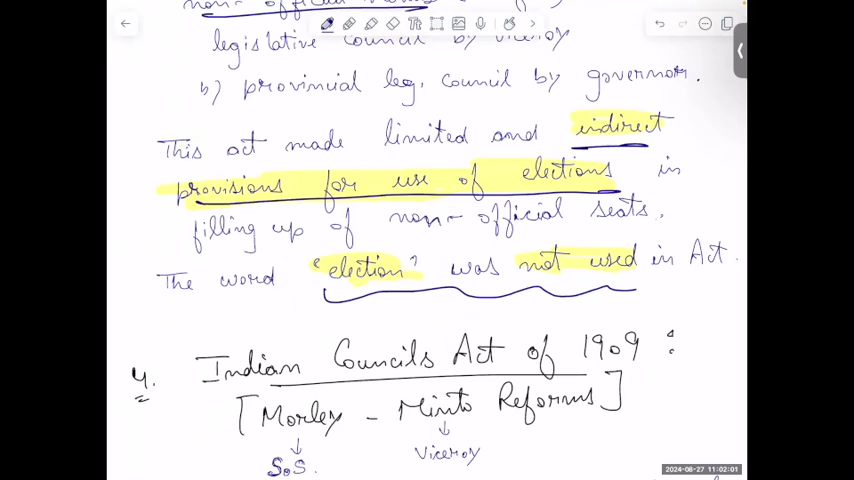 legislative council by viceroy
b) provincial leg. council by governor.
This act made limited and indirect
provisions for use of elections in
filling up of non-official seats.
The word "election" was not used in Act.
4. Indian Councils Act of 1909 :
[Morley - Minto Reforms]
↓ ↓
S.o.S. Viceroy
2024-08-27 11:02:01